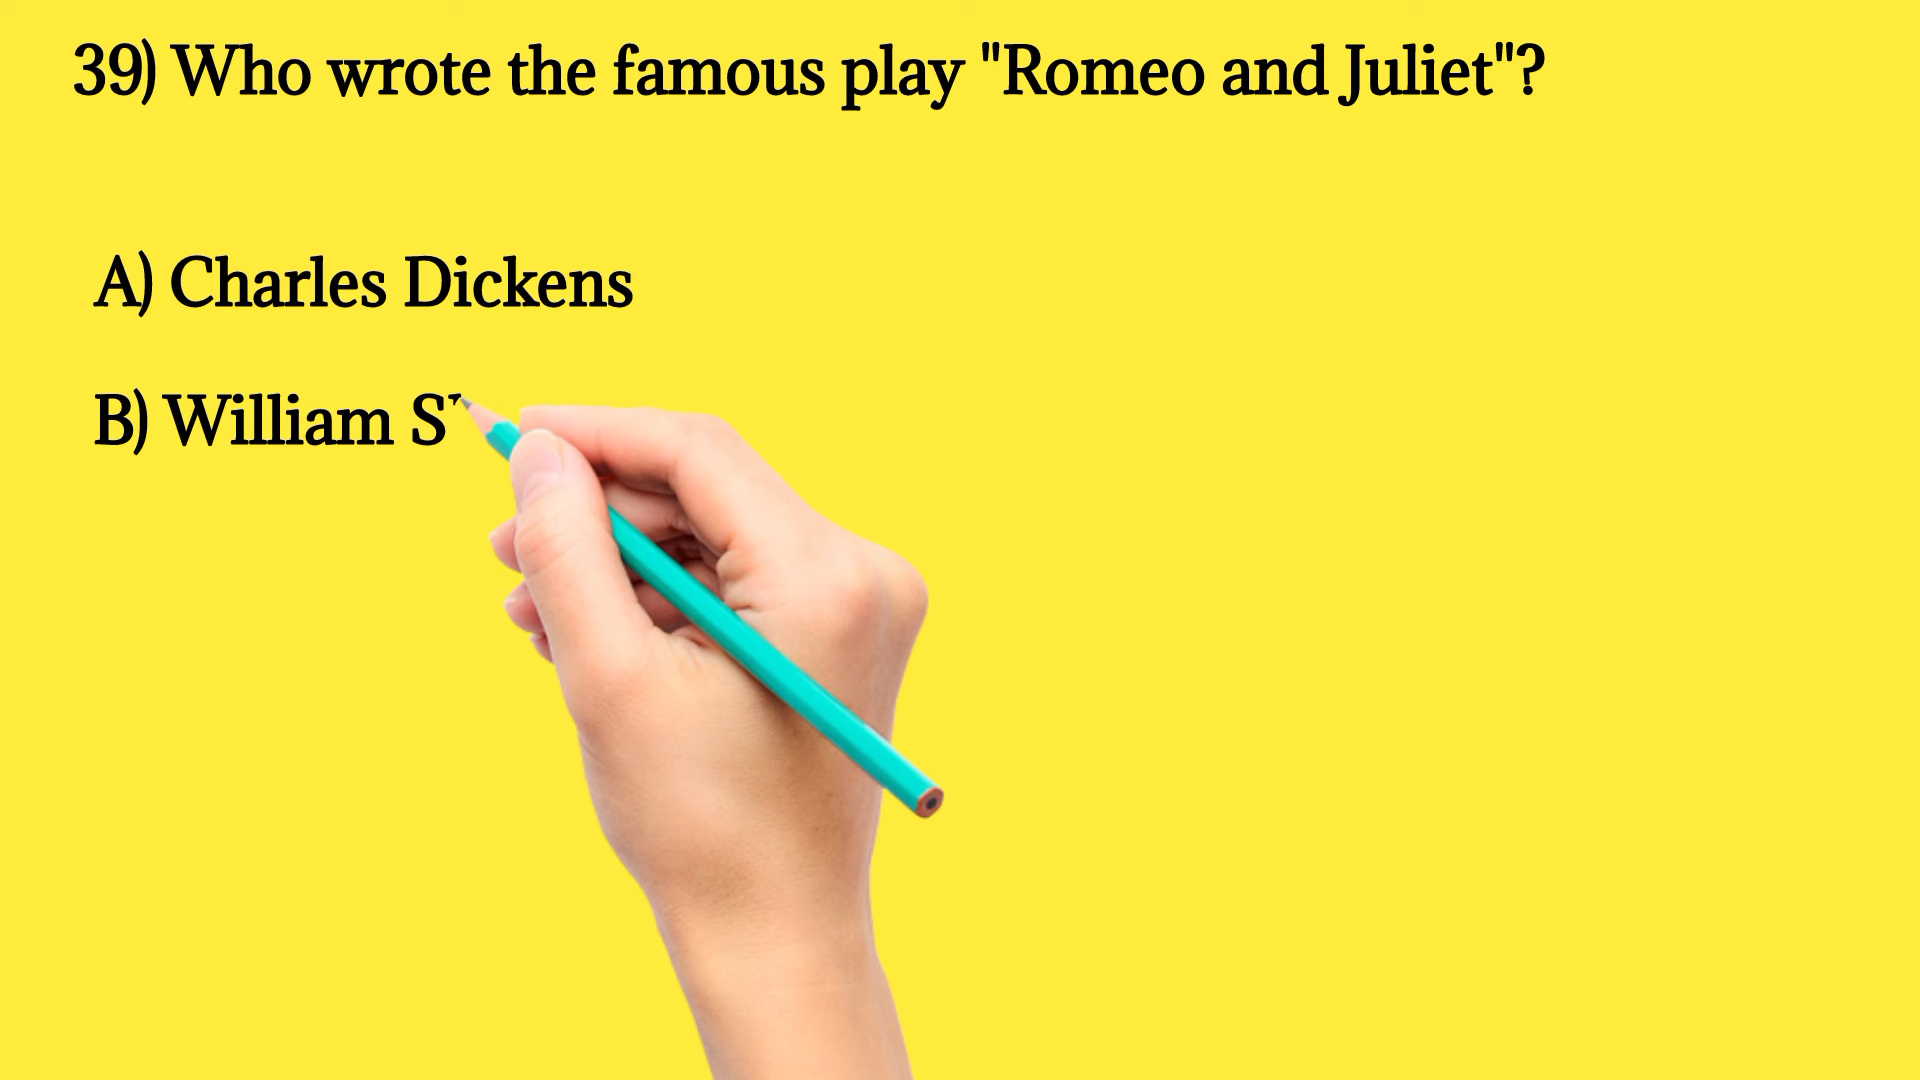 39) Who wrote the famous play "Romeo and Juliet"?
A) Charles Dickens
B) William S